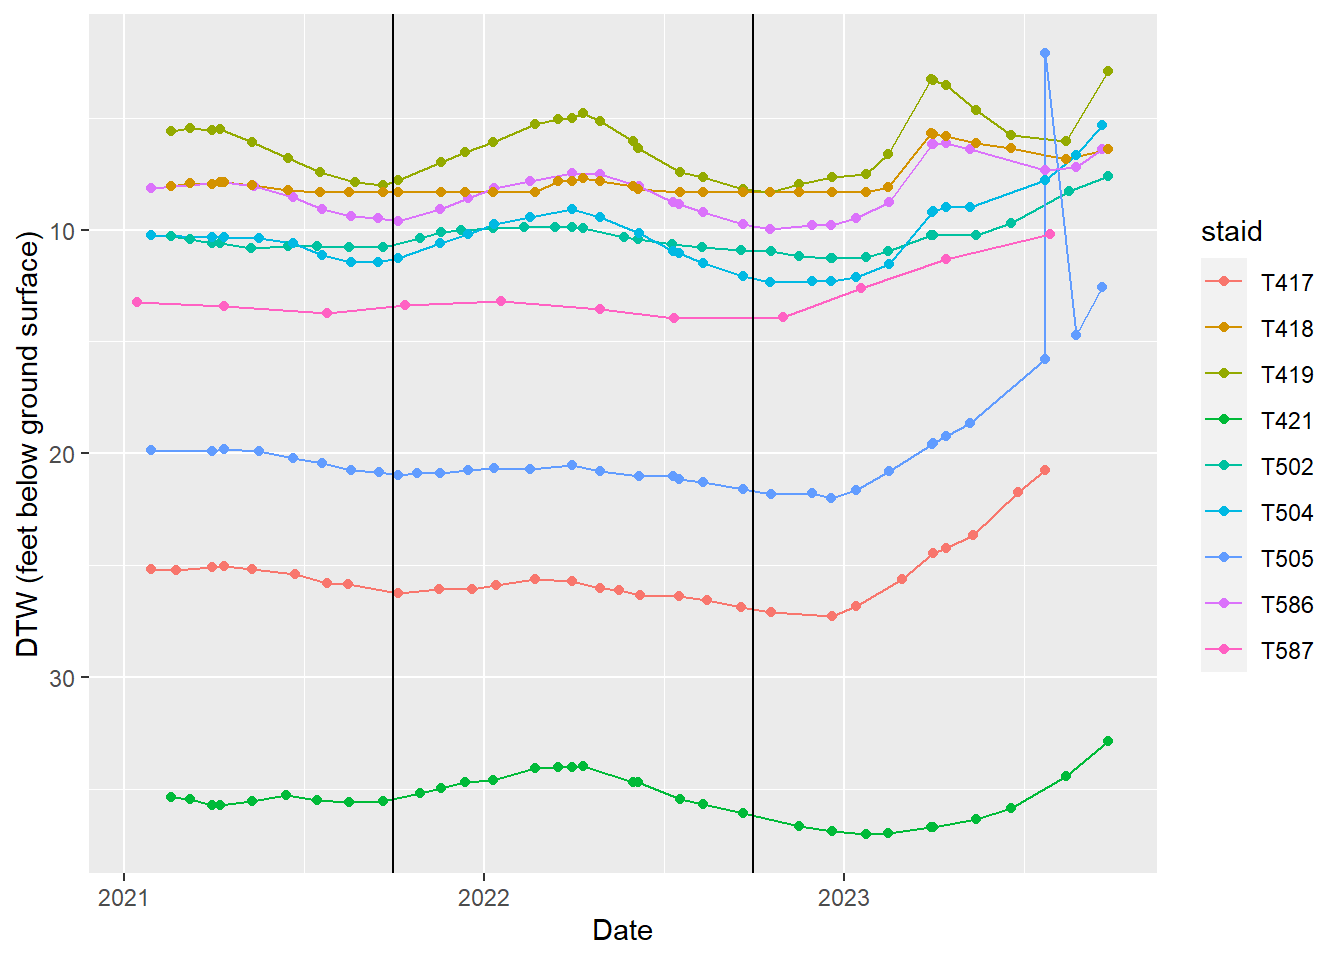 DTW (feet below ground surface)
10
20
30
2021
2022
2023
Date
staid
T417
T418
T419
T421
T502
T504
T505
T586
T587